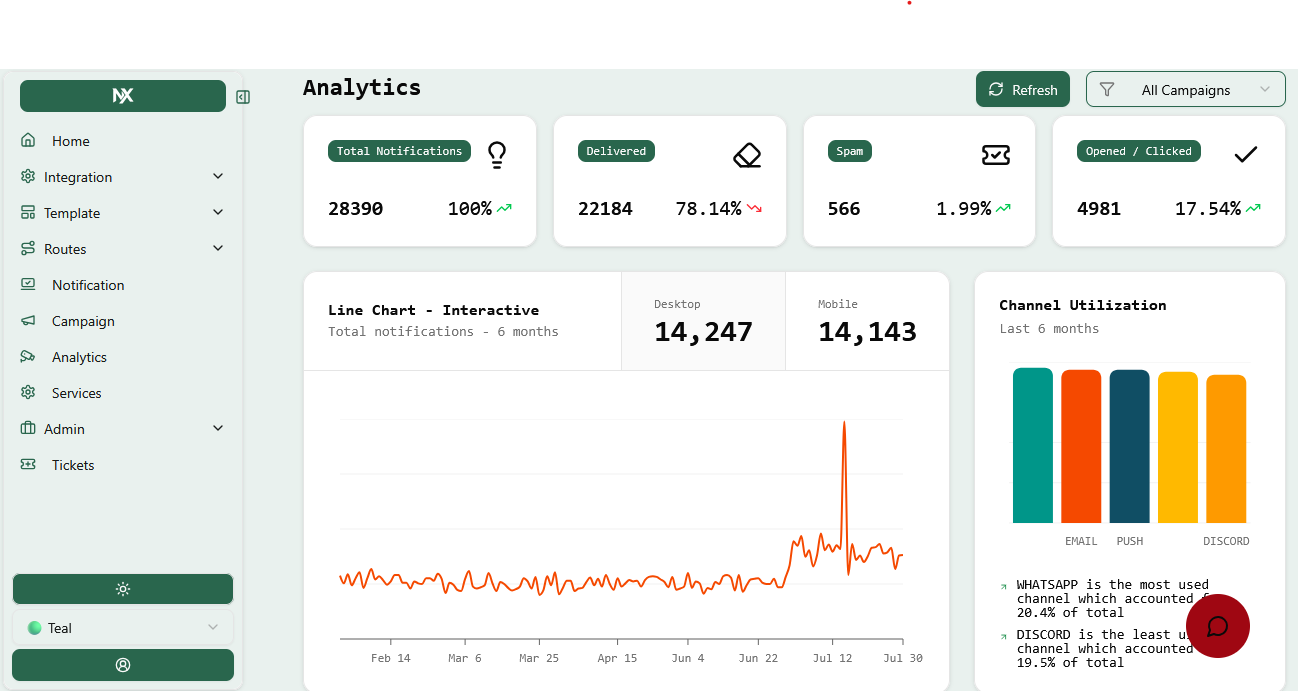 NX
Home
Integration
Template
Routes
Notification
Campaign
Analytics
Services
Admin
Tickets
Teal
Analytics
Refresh
All Campaigns
Total Notifications
28390 100%
Delivered
22184 78.14%
Spam
566 1.99%
Opened / Clicked
4981 17.54%
Line Chart - Interactive
Total notifications - 6 months
Desktop
14,247
Mobile
14,143
Feb 14 Mar 6 Mar 25 Apr 15 Jun 4 Jun 22 Jul 12 Jul 30
Channel Utilization
Last 6 months
EMAIL PUSH DISCORD
WHATSAPP is the most used
channel which accounted
20.4% of total
DISCORD is the least
channel which accounted
19.5% of total